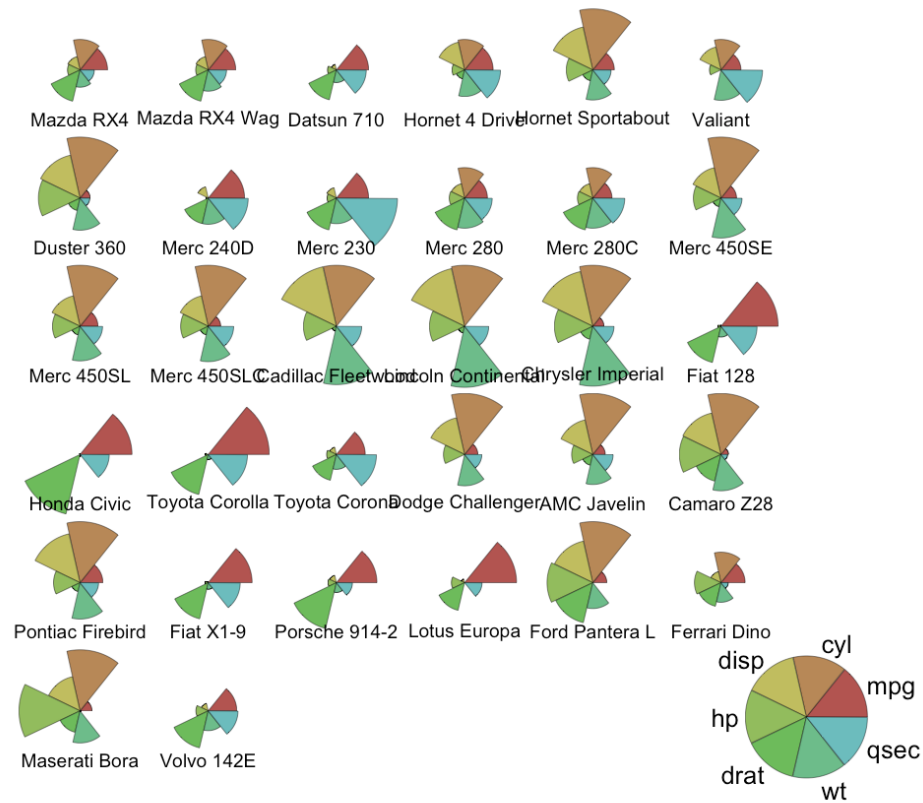 Mazda RX4
Mazda RX4 Wag
Datsun 710
Hornet 4 Drive
Hornet Sportabout
Valiant
Duster 360
Merc 240D
Merc 230
Merc 280
Merc 280C
Merc 450SE
Merc 450SL
Merc 450SLC
Cadillac Fleetwood
Lincoln Continental
Chrysler Imperial
Fiat 128
Honda Civic
Toyota Corolla
Toyota Corona
Dodge Challenger
AMC Javelin
Camaro Z28
Pontiac Firebird
Fiat X1-9
Porsche 914-2
Lotus Europa
Ford Pantera L
Ferrari Dino
Maserati Bora
Volvo 142E
cyl
disp
mpg
hp
qsec
drat
wt